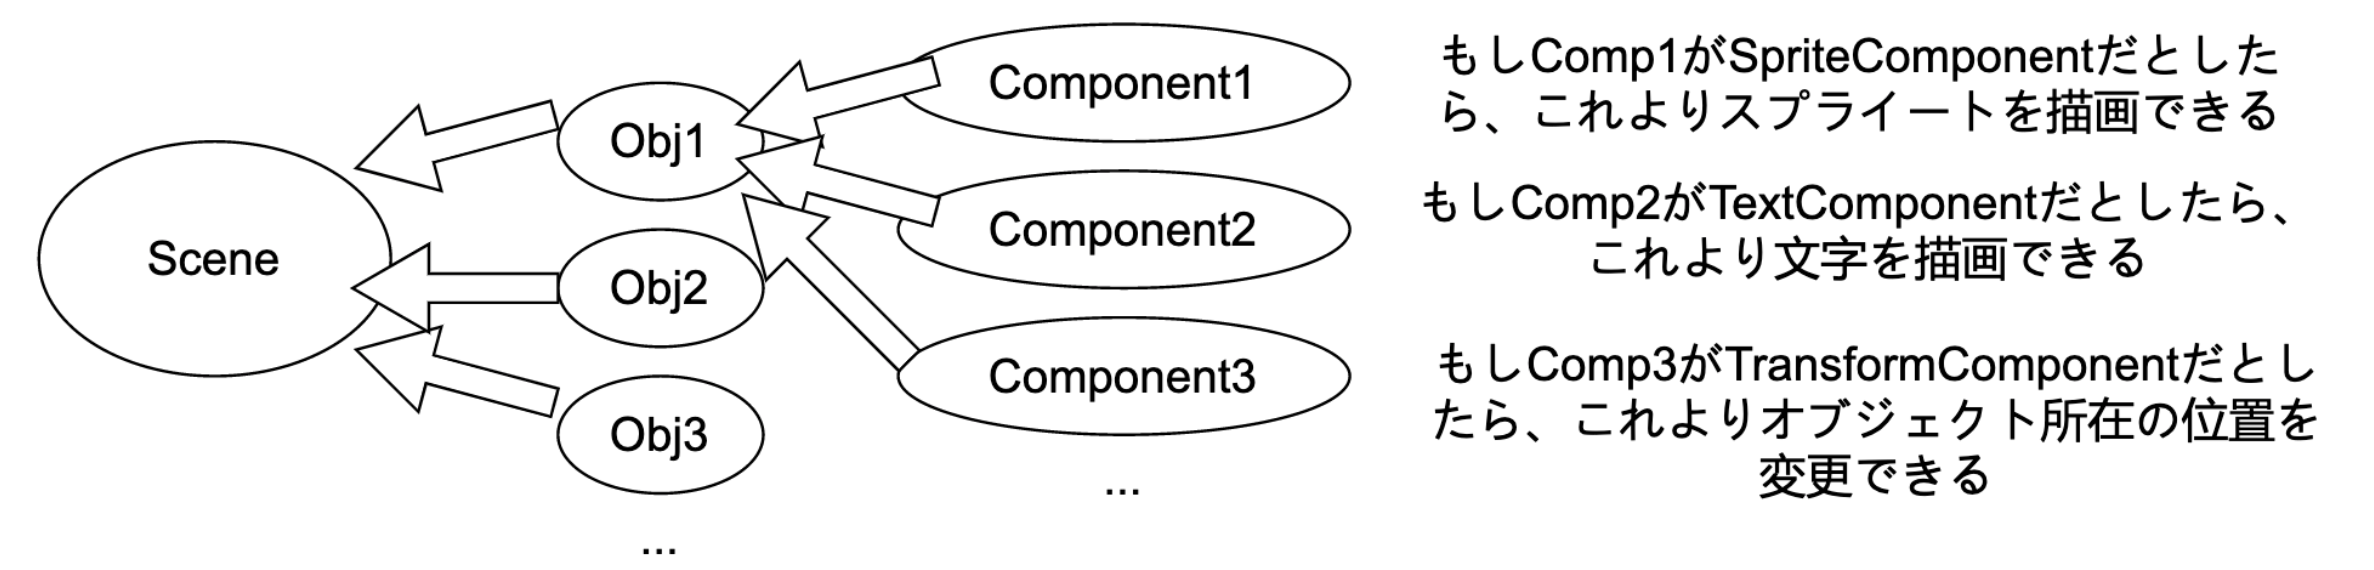 Scene
Obj1
Obj2
Obj3
...
Component1
Component2
Component3
...
もしComp1がSpriteComponentだとした
ら、これよりスプライートを描画できる
もしComp2がTextComponentだとしたら、
これより文字を描画できる
もしComp3がTransformComponentだとし
たら、これよりオブジェクト所在の位置を
変更できる